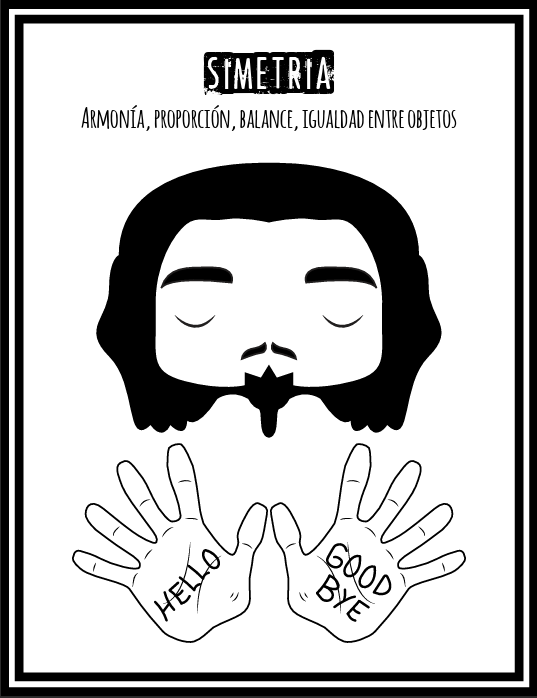 SIMETRIA
ARMONÍA, PROPORCIÓN, BALANCE, IGUALDAD ENTRE OBJETOS
HELLO
GOOD
BYE